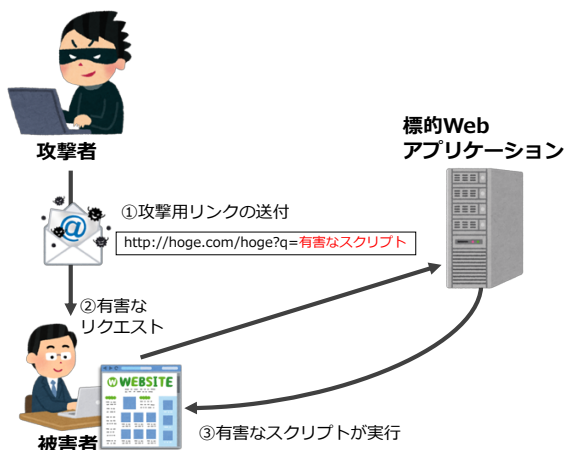 攻撃者
標的Web
アプリケーション
①攻撃用リンクの送付
@
http://hoge.com/hoge?q=有害なスクリプト
②有害な
リクエスト
WEBSITE
被害者
③有害なスクリプトが実行